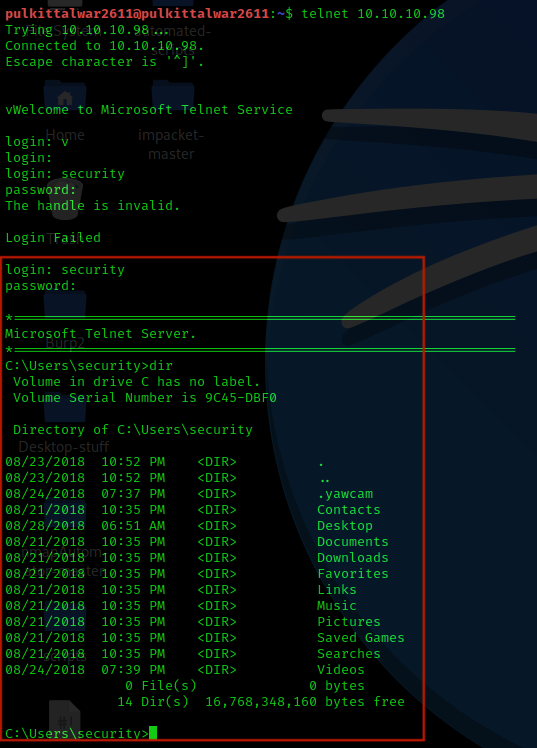 pulkittalwar2611@pulkittalwar2611:~$ telnet 10.10.10.98
Trying 10.10.10.98...
Connected to 10.10.10.98.
Escape character is '^]'.
vWelcome to Microsoft Telnet Service
Home
impacket-
master
login: v
login:
login: security
password:
The handle is invalid.
Login Failed
login: security
password:
*===============================================================
Microsoft Telnet Server.
*===============================================================
Burp2
C:\Users\security>dir
 Volume in drive C has no label.
 Volume Serial Number is 9C45-DBF0
 Directory of C:\Users\security
Desktop-stuff
08/23/2018  10:52 PM    <DIR>          .
08/23/2018  10:52 PM    <DIR>          ..
08/24/2018  07:37 PM    <DIR>          .yawcam
08/21/2018  10:35 PM    <DIR>          Contacts
08/28/2018  06:51 AM    <DIR>          Desktop
08/21/2018  10:35 PM    <DIR>          Documents
08/21/2018  10:35 PM    <DIR>          Downloads
08/21/2018  10:35 PM    <DIR>          Favorites
08/21/2018  10:35 PM    <DIR>          Links
08/21/2018  10:35 PM    <DIR>          Music
08/21/2018  10:35 PM    <DIR>          Pictures
08/21/2018  10:35 PM    <DIR>          Saved Games
08/21/2018  10:35 PM    <DIR>          Searches
08/24/2018  07:39 PM    <DIR>          Videos
               0 File(s)              0 bytes
              14 Dir(s)  16,768,348,160 bytes free
C:\Users\security>